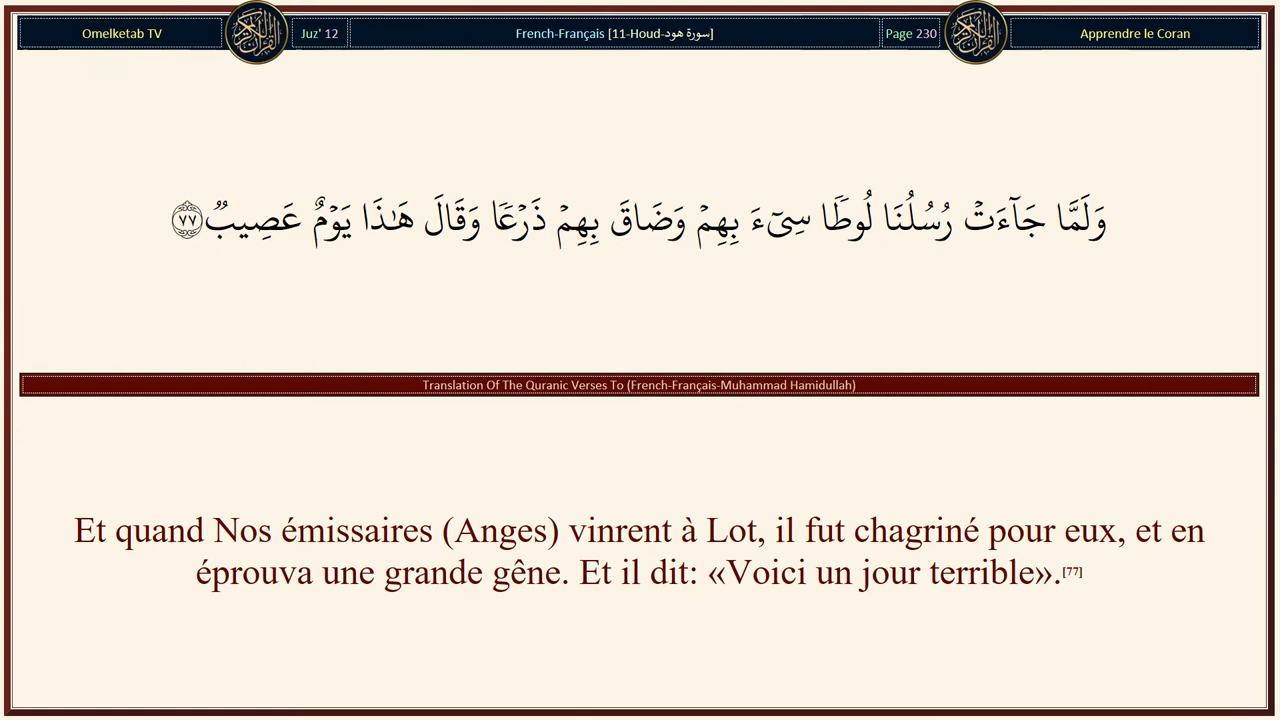 Omelketab TV
Juz' 12
French-Français [11-Houd-سورة هود]
Page 230
Apprendre le Coran
وَلَمَّا جَآءَتۡ رُسُلُنَا لُوطٗا سِيٓءَ بِهِمۡ وَضَاقَ بِهِمۡ ذَرۡعٗا وَقَالَ هَٰذَا يَوۡمٌ عَصِيبٞ ٧٧
Translation Of The Quranic Verses To (French-Français-Muhammad Hamidullah)
Et quand Nos émissaires (Anges) vinrent à Lot, il fut chagriné pour eux, et en
éprouva une grande gêne. Et il dit: «Voici un jour terrible».[77]